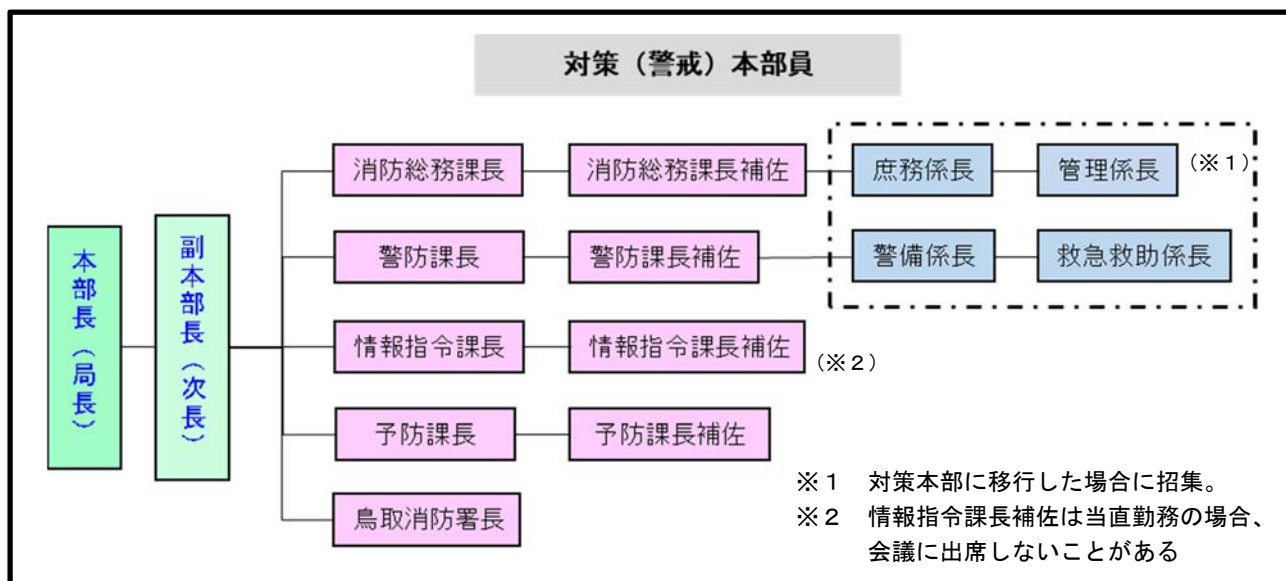 対策（警戒）本部員
消防総務課長
消防総務課長補佐
庶務係長
管理係長
（※１）
警防課長
警防課長補佐
警備係長
救急救助係長
本部長（局長）
副本部長（次長）
情報指令課長
情報指令課長補佐
（※２）
予防課長
予防課長補佐
鳥取消防署長
※１　対策本部に移行した場合に招集。
※２　情報指令課長補佐は当直勤務の場合、
会議に出席しないことがある